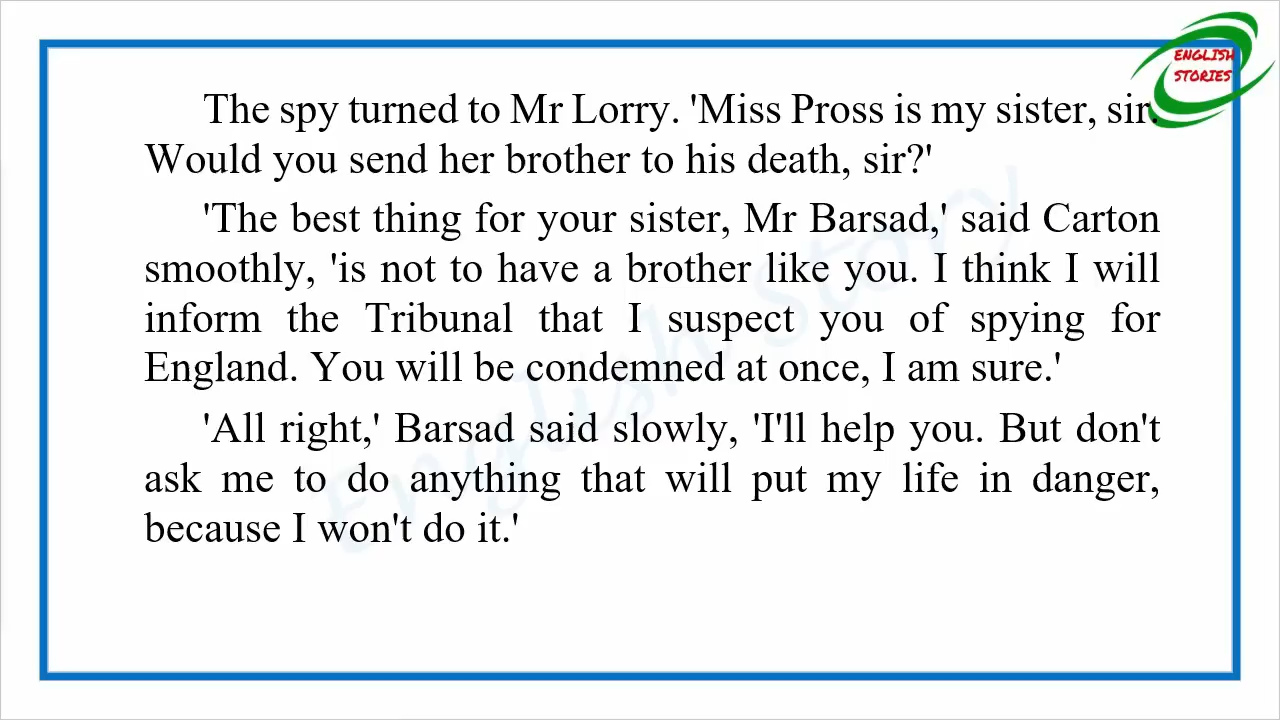 ENGLISH
STORIES
The spy turned to Mr Lorry. 'Miss Pross is my sister, sir.
Would you send her brother to his death, sir?'
'The best thing for your sister, Mr Barsad,' said Carton
smoothly, 'is not to have a brother like you. I think I will
inform the Tribunal that I suspect you of spying for
England. You will be condemned at once, I am sure.'
'All right,' Barsad said slowly, 'I'll help you. But don't
ask me to do anything that will put my life in danger,
because I won't do it.'
English Story